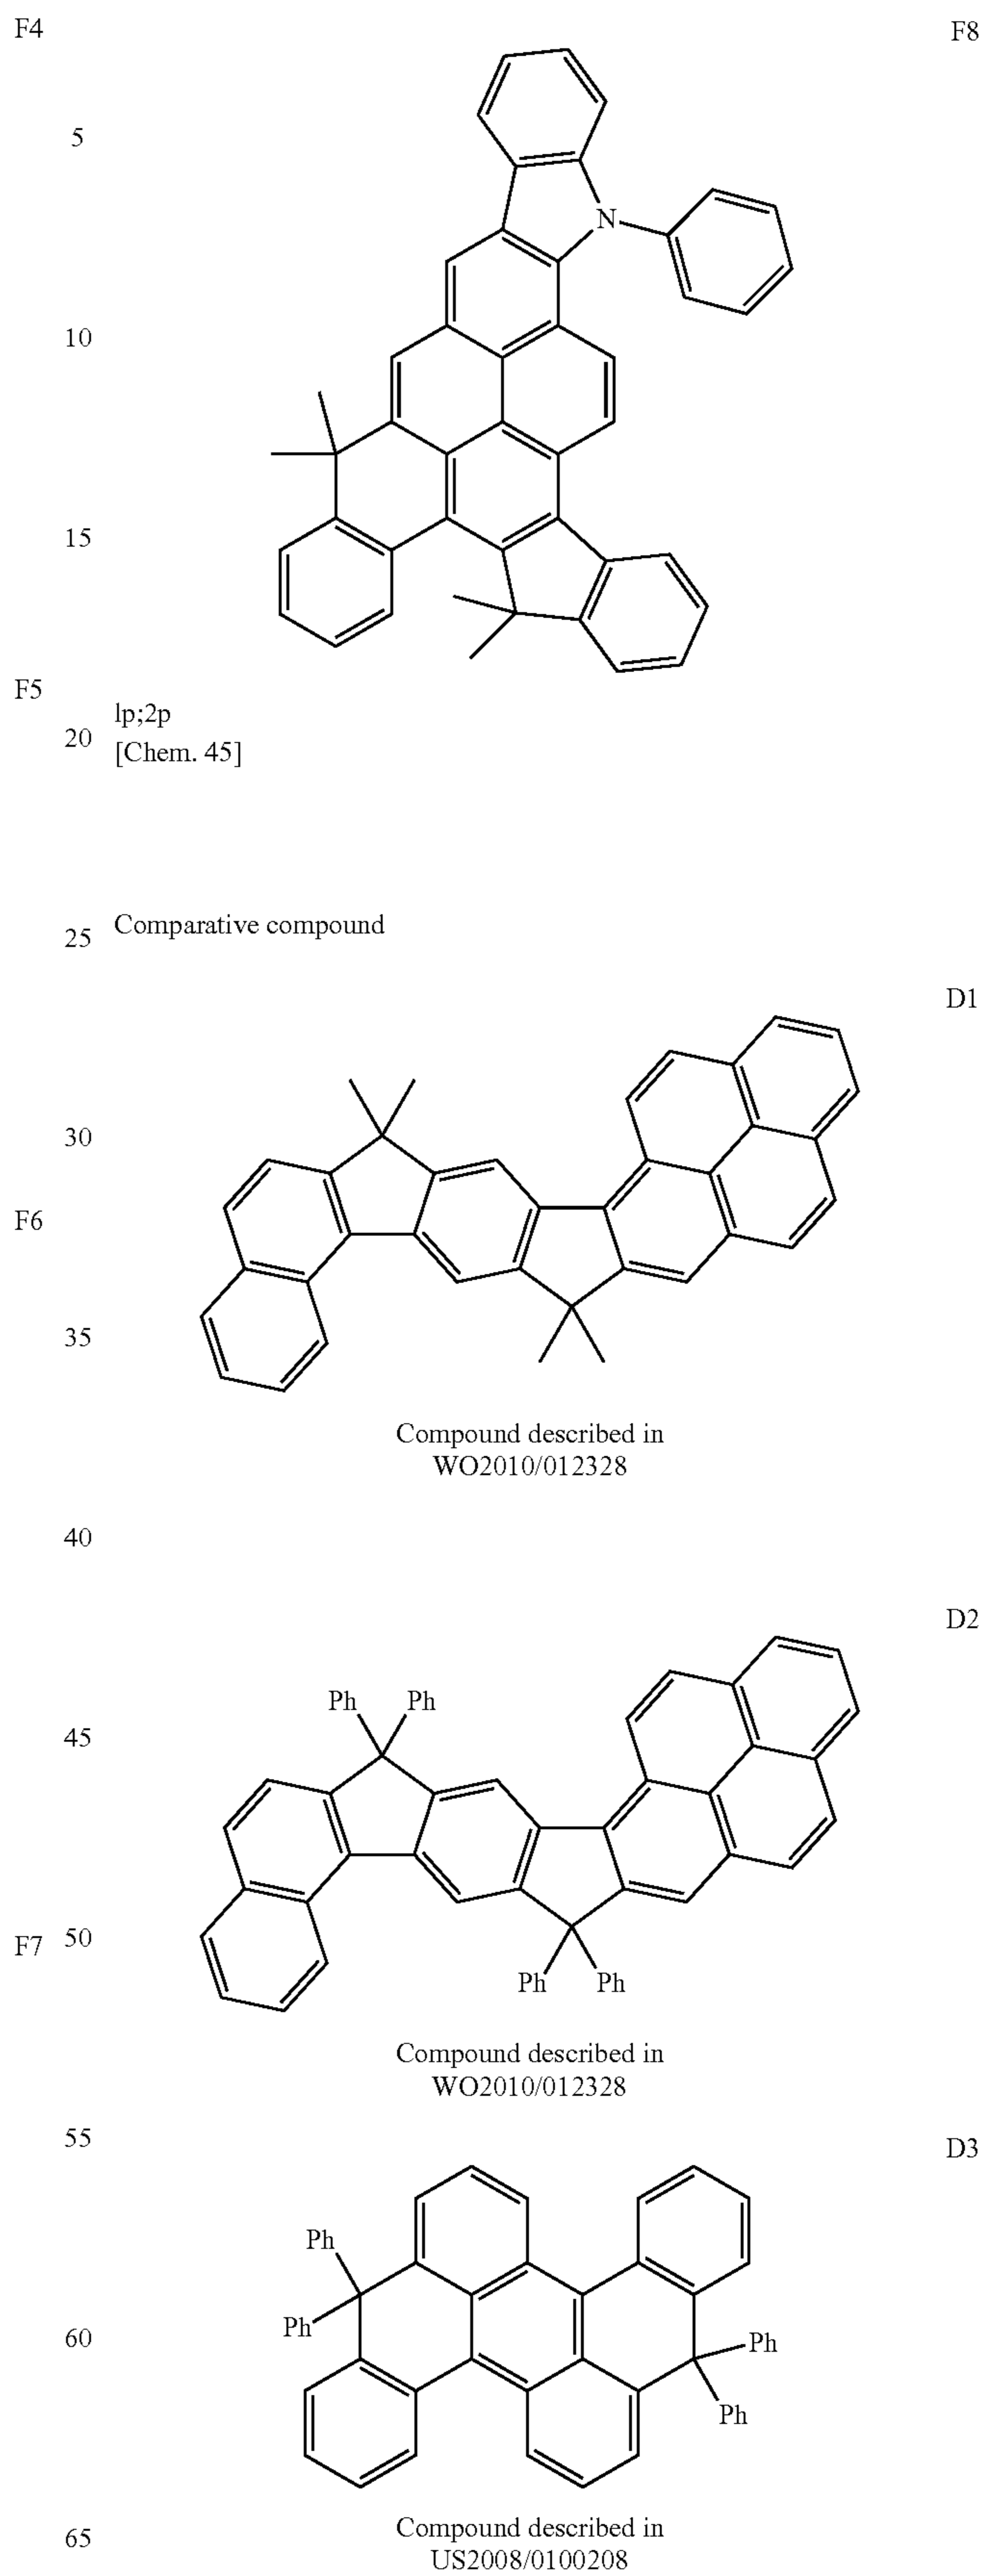 F4
F8
5
N
10
15
F5
lp;2p
20
[Chem. 45]
Comparative compound
25
D1
30
F6
35
Compound described in
WO2010/012328
40
D2
Ph Ph
45
F7
50
Ph Ph
Compound described in
WO2010/012328
55
D3
Ph
Ph
60
Ph
Ph
Compound described in
65
US2008/0100208